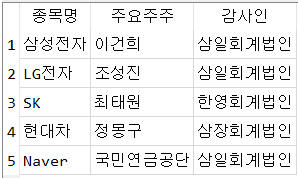 종목명 주요주주 감사인
1 삼성전자 이건희 삼일회계법인
2 LG전자 조성진 삼일회계법인
3 SK 최태원 한영회계법인
4 현대차 정몽구 삼장회계법인
5 Naver 국민연금공단 삼일회계법인